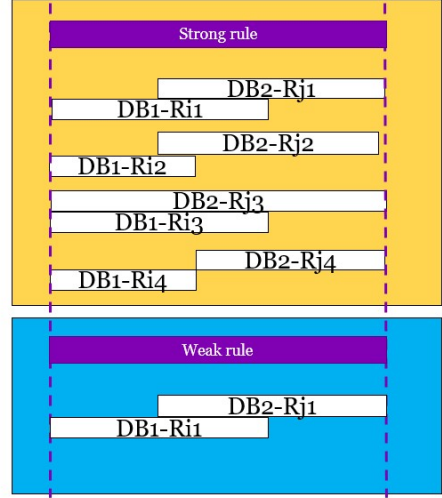 Strong rule
DB2-Rj1
DB1-Ri1
DB2-Rj2
DB1-Ri2
DB2-Rj3
DB1-Ri3
DB2-Rj4
DB1-Ri4
Weak rule
DB2-Rj1
DB1-Ri1